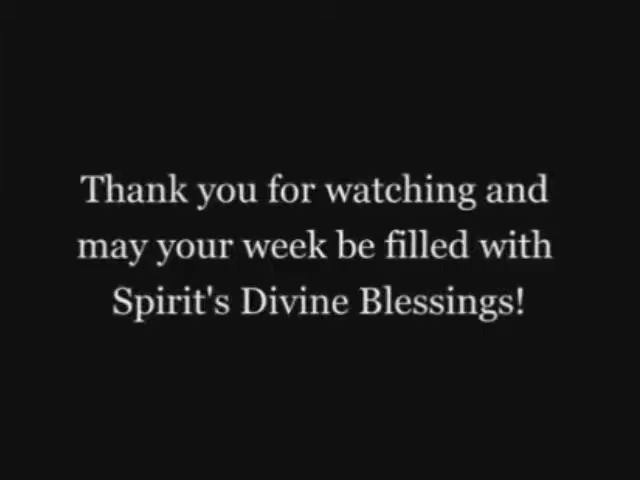 Thank you for watching and
may your week be filled with
Spirit's Divine Blessings!